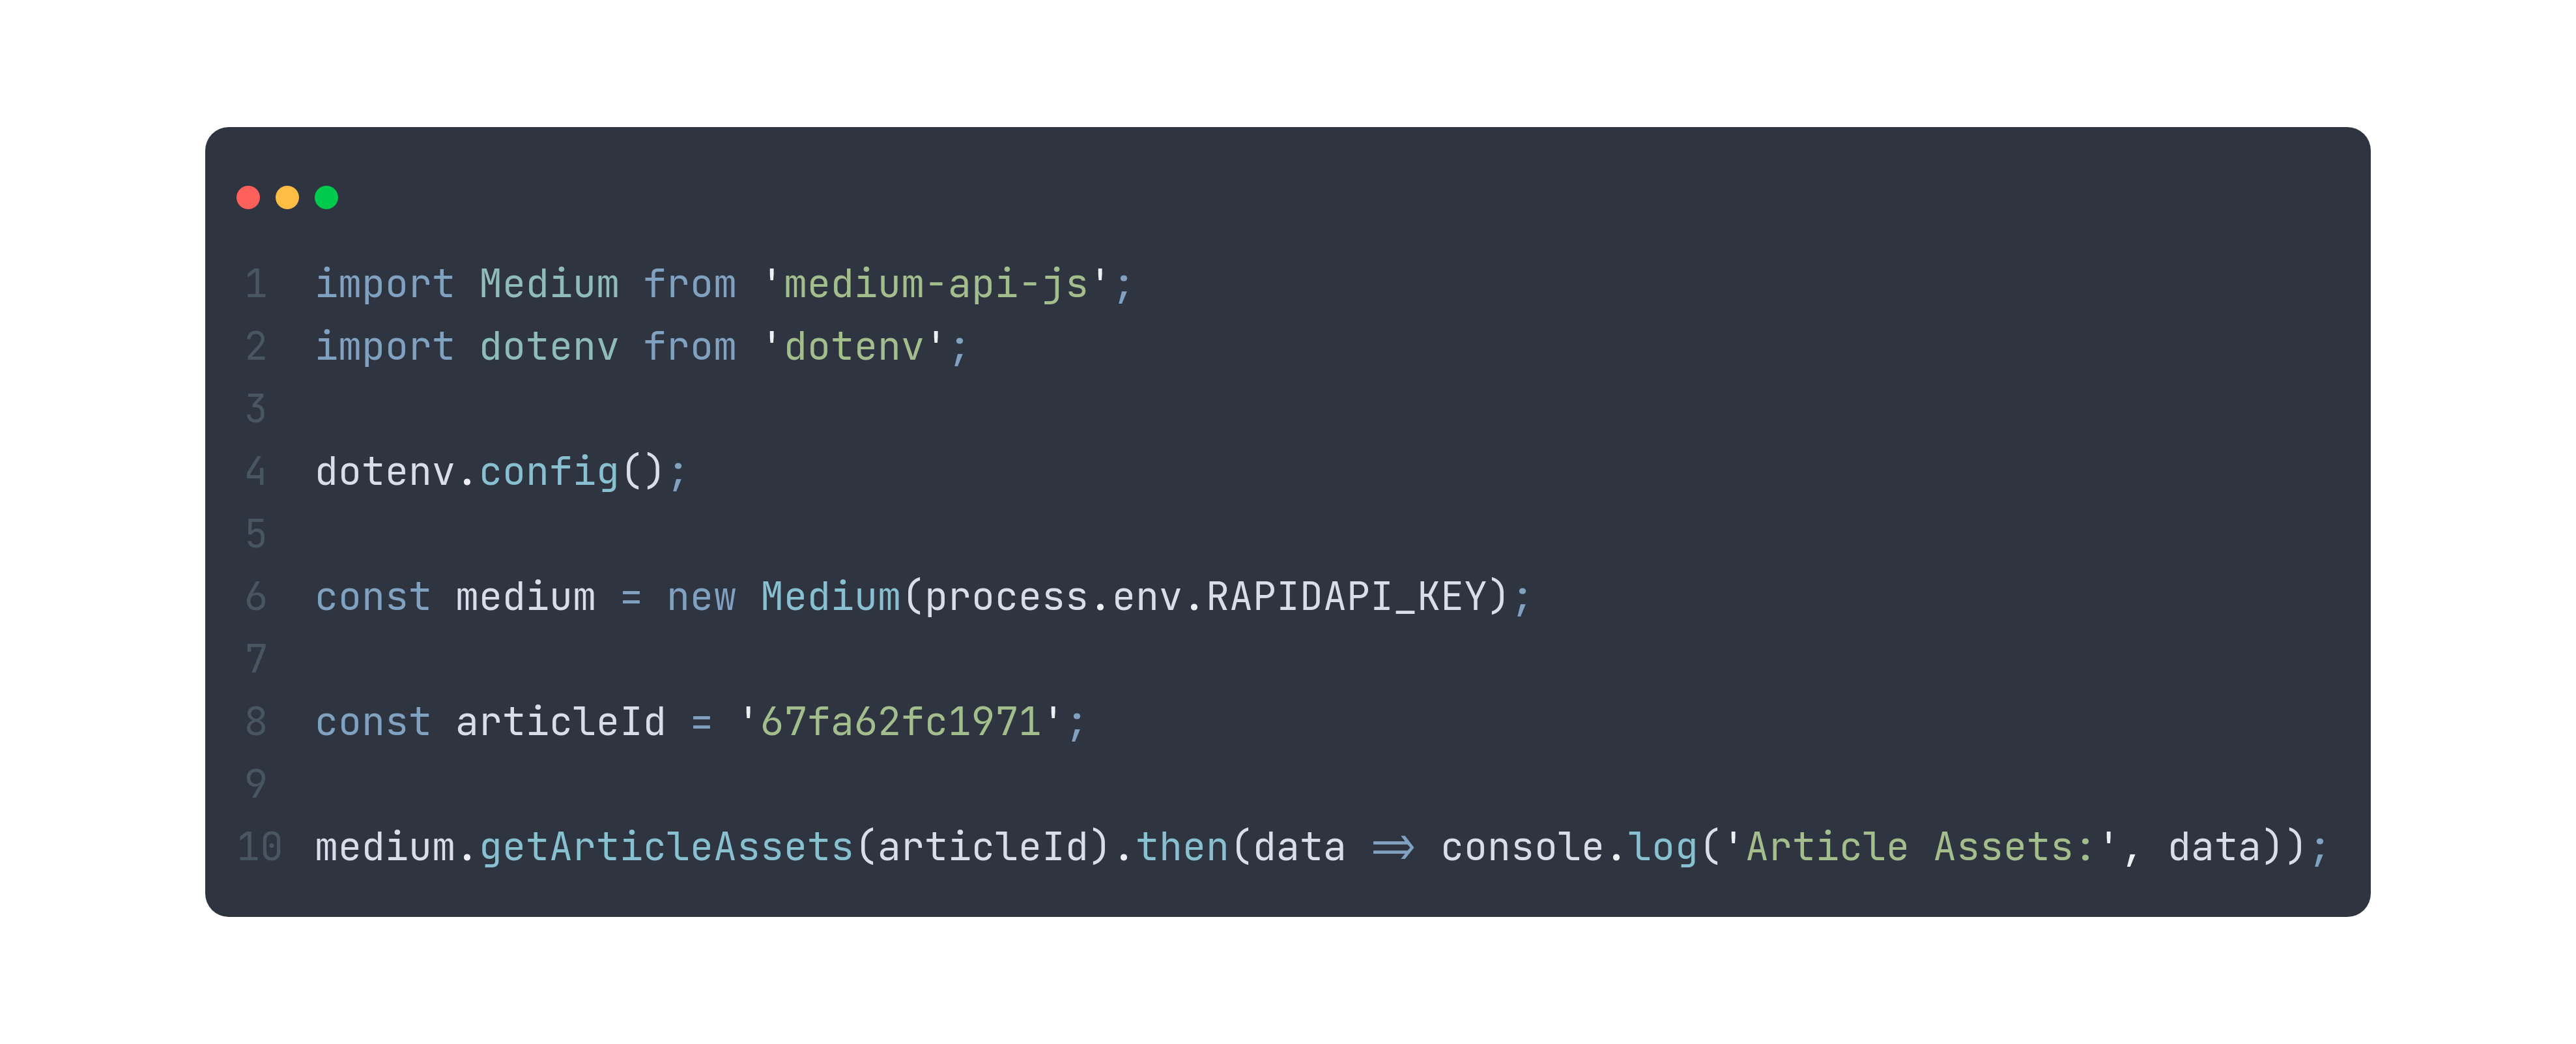 1 import Medium from 'medium-api-js';
2 import dotenv from 'dotenv';
3
4 dotenv.config();
5
6 const medium = new Medium(process.env.RAPIDAPI_KEY);
7
8 const articleId = '67fa62fc1971';
9
10 medium.getArticleAssets(articleId).then(data => console.log('Article Assets:', data));